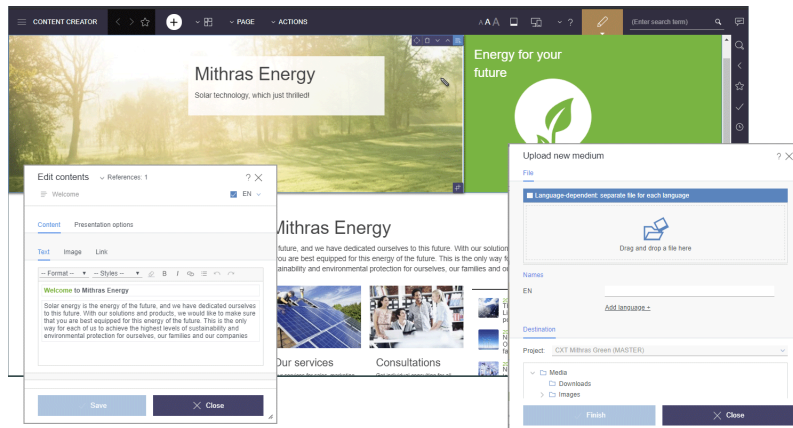 CONTENT CREATOR
PAGE
ACTIONS
A A A
?
(Enter search term)
Mithras Energy
Solar technology, which just thrilled!
Energy for your
future
Edit contents
References: 1
?
Welcome
EN
Content
Presentation options
Text
Image
Link
-- Format --
-- Styles --
B
I
Welcome to Mithras Energy
Solar energy is the energy of the future, and we have dedicated ourselves
to this future. With our solutions and products, we would like to make sure
that you are best equipped for this energy of the future. This is the only
way for each of us to achieve the highest levels of sustainability and
environmental protection for ourselves, our families and our companies
Save
Close
Mithras Energy
future, and we have dedicated ourselves to this future. With our solution
ou are best equipped for this energy of the future. This is the only way f
ainability and environmental protection for ourselves, our families and o
Our services
Consultations
Upload new medium
?
File
Language-dependent: separate file for each language
Drag and drop a file here
Names
EN
Add language +
Destination
Project:
CXT Mithras Green (MASTER)
Media
Downloads
Images
Finish
Close